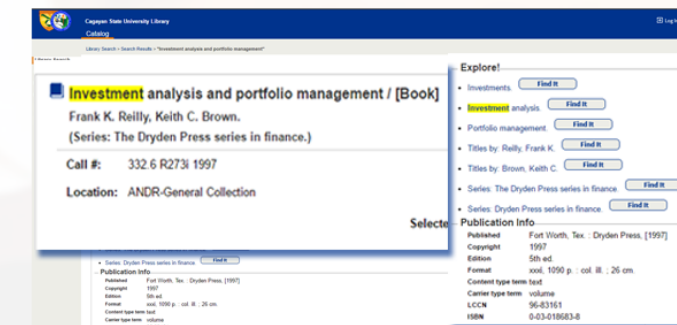 Cagayan State University Library
Catalog
Log In
Library Search > Search Results > "Investment analysis and portfolio management"
Investment analysis and portfolio management / [Book]
Frank K. Reilly, Keith C. Brown.
(Series: The Dryden Press series in finance.)
Call #: 332.6 R273i 1997
Location: ANDR-General Collection
Selecte
Explore!
• Investments. Find It
• Investment analysis. Find It
• Portfolio management. Find It
• Titles by: Reilly, Frank K. Find It
• Titles by: Brown, Keith C. Find It
• Series: The Dryden Press series in finance. Find It
• Series: Dryden Press series in finance. Find It
Publication Info
Published Fort Worth, Tex. : Dryden Press, [1997]
Copyright 1997
Edition 5th ed.
Format xxxi, 1090 p. : col. ill. ; 26 cm.
Content type term text
Carrier type term volume
LCCN 96-83161
ISBN 0-03-018683-8
• Series: Dryden Press series in finance. Find It
Publication Info
Published Fort Worth, Tex. : Dryden Press, [1997]
Copyright 1997
Edition 5th ed.
Format xxxi, 1090 p. : col. ill. ; 26 cm.
Content type term text
Carrier type term volume